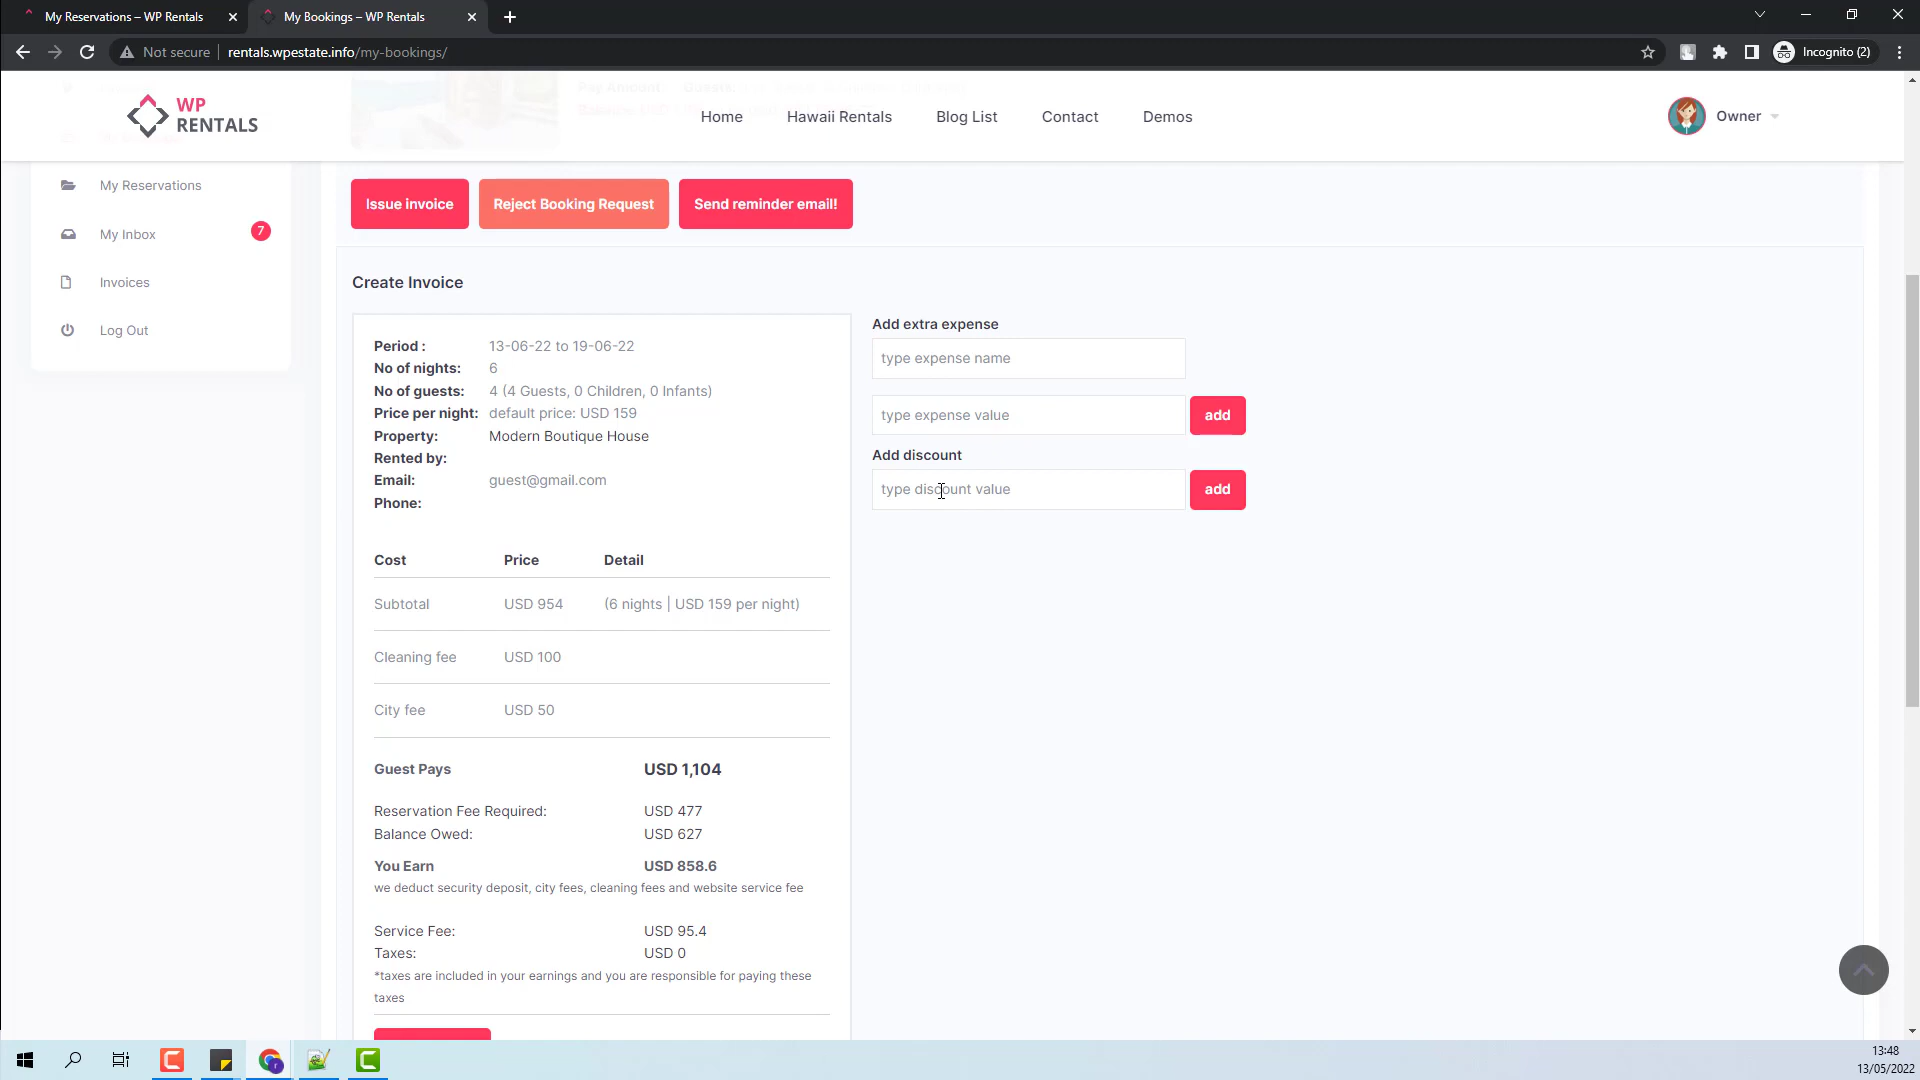 My Reservations – WP Rentals
My Bookings – WP Rentals
Not secure
rentals.wpestate.info/my-bookings/
Incognito (2)
WP
RENTALS
Home
Hawaii Rentals
Blog List
Contact
Demos
Owner
My Reservations
My Inbox
7
Invoices
Log Out
Issue invoice
Reject Booking Request
Send reminder email!
Create Invoice
Period : 13-06-22 to 19-06-22
No of nights: 6
No of guests: 4 (4 Guests, 0 Children, 0 Infants)
Price per night: default price: USD 159
Property: Modern Boutique House
Rented by:
Email: guest@gmail.com
Phone:
Cost Price Detail
Subtotal USD 954 (6 nights | USD 159 per night)
Cleaning fee USD 100
City fee USD 50
Guest Pays USD 1,104
Reservation Fee Required: USD 477
Balance Owed: USD 627
You Earn USD 858.6
we deduct security deposit, city fees, cleaning fees and website service fee
Service Fee: USD 95.4
Taxes: USD 0
*taxes are included in your earnings and you are responsible for paying these
taxes
Add extra expense
type expense name
type expense value
add
Add discount
type discount value
add
13:48
13/05/2022